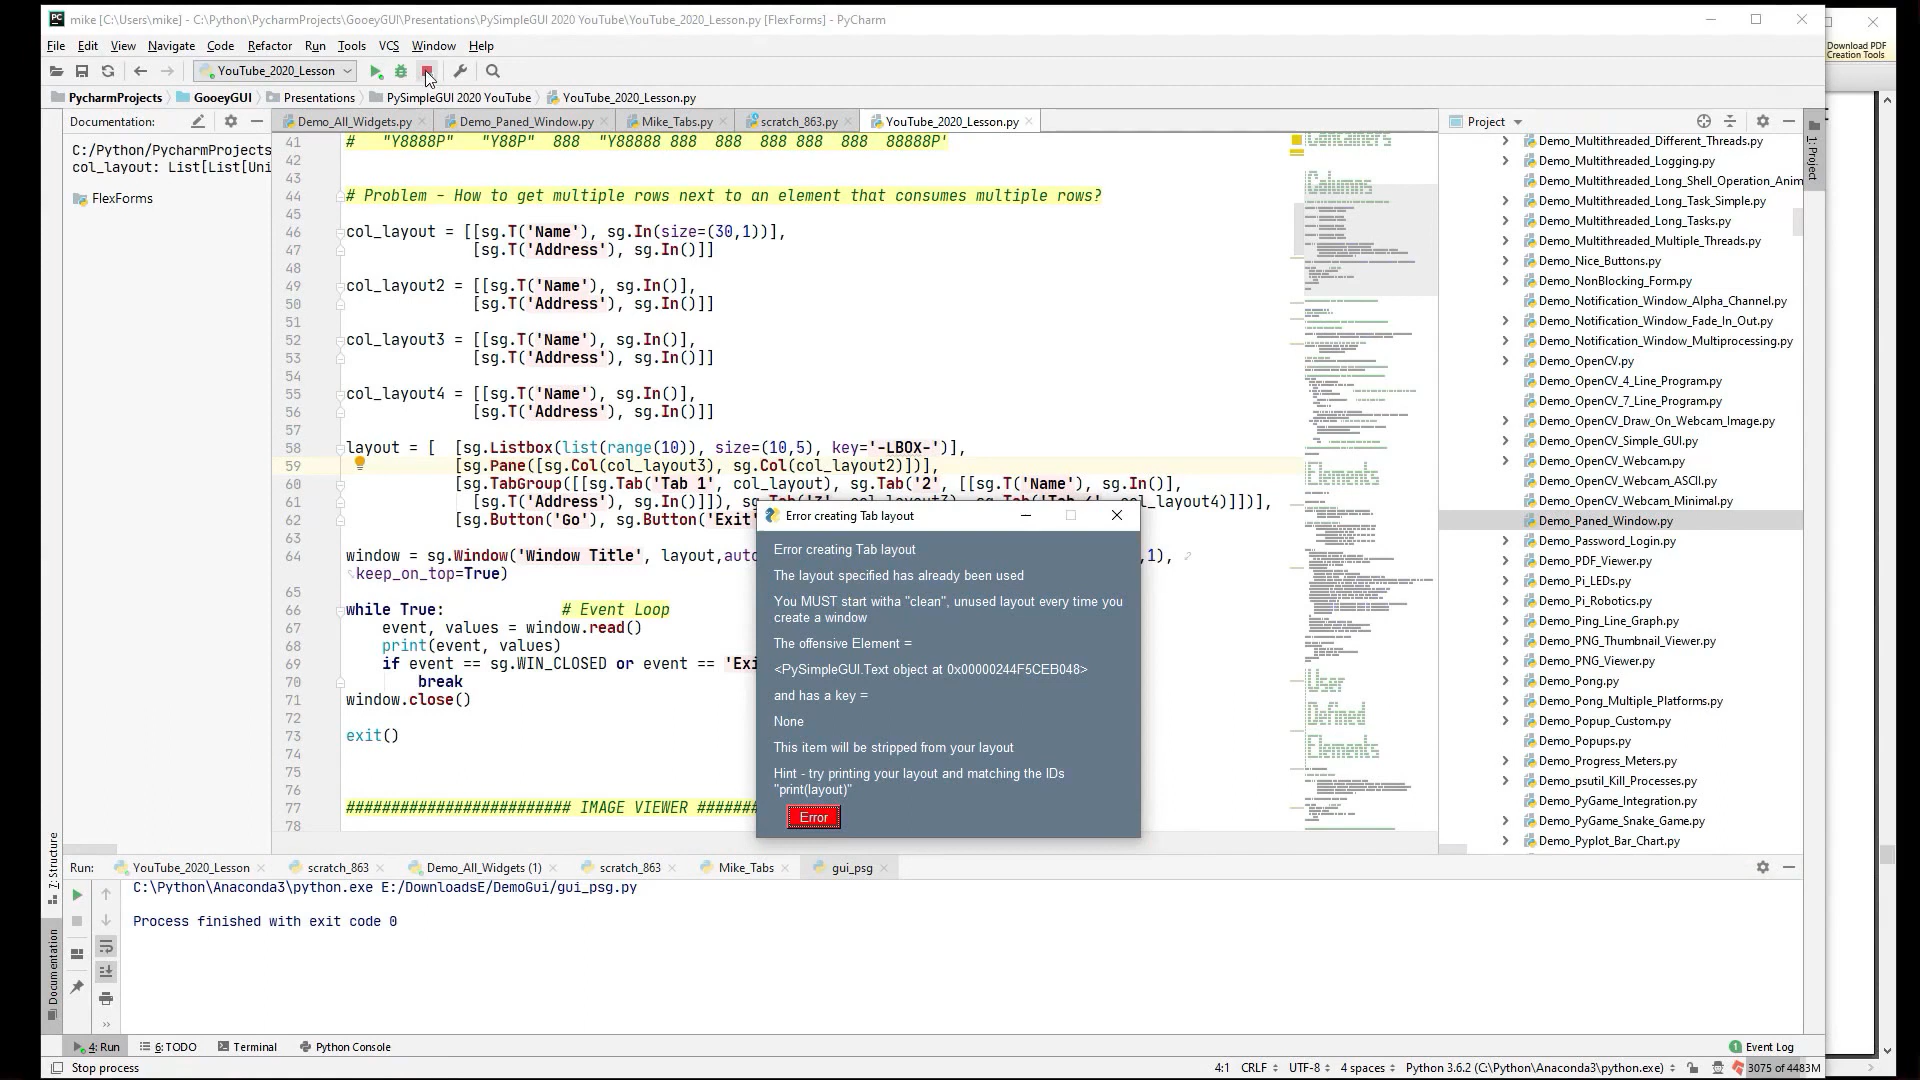 mike [C:\Users\mike] - C:\Python\PycharmProjects\GooeyGUI\Presentations\PySimpleGUI 2020 YouTube\YouTube_2020_Lesson.py [FlexForms] - PyCharm
File Edit View Navigate Code Refactor Run Tools VCS Window Help
Download PDF
Creation Tools
YouTube_2020_Lesson
PycharmProjects GooeyGUI Presentations PySimpleGUI 2020 YouTube YouTube_2020_Lesson.py
Documentation:
Demo_All_Widgets.py Demo_Paned_Window.py Mike_Tabs.py scratch_863.py YouTube_2020_Lesson.py
Project
C:/Python/PycharmProjects
col_layout: List[List[Uni
FlexForms
41 # "Y8888P" "Y88P" 888 "Y88888 888 888 888 888 888 88888P'
42
43
44 # Problem - How to get multiple rows next to an element that consumes multiple rows?
45
46 col_layout = [[sg.T('Name'), sg.In(size=(30,1))],
47 [sg.T('Address'), sg.In()]]
48
49 col_layout2 = [[sg.T('Name'), sg.In()],
50 [sg.T('Address'), sg.In()]]
51
52 col_layout3 = [[sg.T('Name'), sg.In()],
53 [sg.T('Address'), sg.In()]]
54
55 col_layout4 = [[sg.T('Name'), sg.In()],
56 [sg.T('Address'), sg.In()]]
57
58 layout = [ [sg.Listbox(list(range(10)), size=(10,5), key='-LBOX-')],
59 [sg.Pane([sg.Col(col_layout3), sg.Col(col_layout2)])],
60 [sg.TabGroup([[sg.Tab('Tab 1', col_layout), sg.Tab('2', [[sg.T('Name'), sg.In()],
61 [sg.T('Address'), sg.In()]]), col_layout4)]])],
62 [sg.Button('Go'), sg.Button('Exit'
64 window = sg.Window('Window Title', layout,auto ,1),
keep_on_top=True)
65
66 while True: # Event Loop
67 event, values = window.read()
68 print(event, values)
69 if event == sg.WIN_CLOSED or event == 'Exi
70 break
71 window.close()
72
73 exit()
74
75
76
77 ######################### IMAGE VIEWER #######
78
Error creating Tab layout
Error creating Tab layout
The layout specified has already been used
You MUST start witha "clean", unused layout every time you
create a window
The offensive Element =
<PySimpleGUI.Text object at 0x00000244F5CEB048>
and has a key =
None
This item will be stripped from your layout
Hint - try printing your layout and matching the IDs
"print(layout)"
Error
Demo_Multithreaded_Different_Threads.py
Demo_Multithreaded_Logging.py
Demo_Multithreaded_Long_Shell_Operation_Anim
Demo_Multithreaded_Long_Task_Simple.py
Demo_Multithreaded_Long_Tasks.py
Demo_Multithreaded_Multiple_Threads.py
Demo_Nice_Buttons.py
Demo_NonBlocking_Form.py
Demo_Notification_Window_Alpha_Channel.py
Demo_Notification_Window_Fade_In_Out.py
Demo_Notification_Window_Multiprocessing.py
Demo_OpenCV.py
Demo_OpenCV_4_Line_Program.py
Demo_OpenCV_7_Line_Program.py
Demo_OpenCV_Draw_On_Webcam_Image.py
Demo_OpenCV_Simple_GUI.py
Demo_OpenCV_Webcam.py
Demo_OpenCV_Webcam_ASCII.py
Demo_OpenCV_Webcam_Minimal.py
Demo_Paned_Window.py
Demo_Password_Login.py
Demo_PDF_Viewer.py
Demo_Pi_LEDs.py
Demo_Pi_Robotics.py
Demo_Ping_Line_Graph.py
Demo_PNG_Thumbnail_Viewer.py
Demo_PNG_Viewer.py
Demo_Pong.py
Demo_Pong_Multiple_Platforms.py
Demo_Popup_Custom.py
Demo_Popups.py
Demo_Progress_Meters.py
Demo_psutil_Kill_Processes.py
Demo_PyGame_Integration.py
Demo_PyGame_Snake_Game.py
Demo_Pyplot_Bar_Chart.py
1: Project
7: Structure
Documentation
Run: YouTube_2020_Lesson scratch_863 Demo_All_Widgets (1) scratch_863 Mike_Tabs gui_psg
C:\Python\Anaconda3\python.exe E:/DownloadsE/DemoGui/gui_psg.py
Process finished with exit code 0
4: Run 6: TODO Terminal Python Console
1 Event Log
Stop process
4:1 CRLF UTF-8 4 spaces Python 3.6.2 (C:\Python\Anaconda3\python.exe) 3075 of 4483M